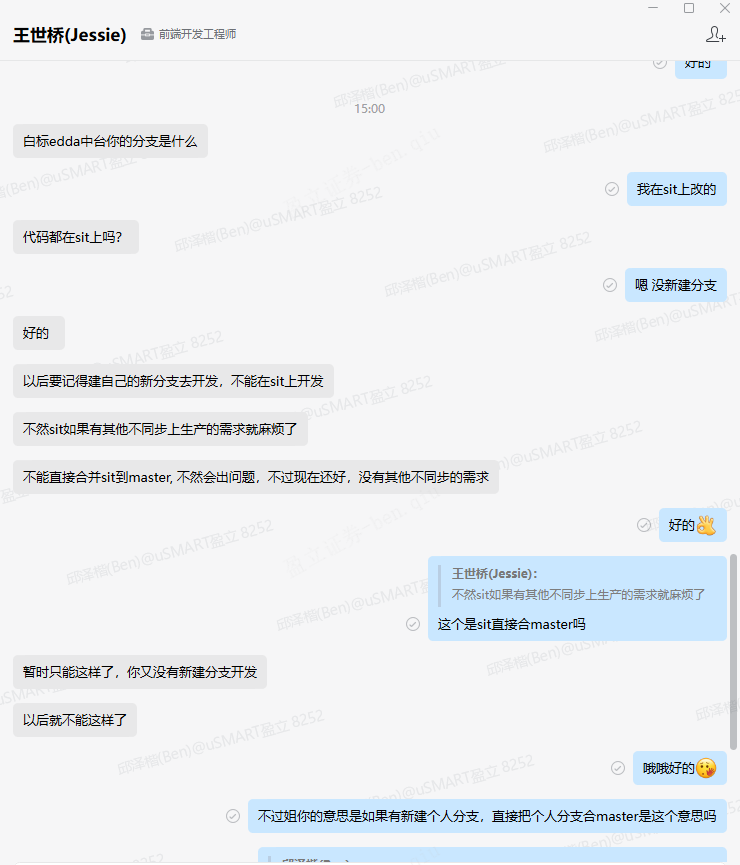 王世桥(Jessie) 前端开发工程师
好的
15:00
白标edda中台你的分支是什么
我在sit上改的
代码都在sit上吗?
嗯 没新建分支
好的
以后要记得建自己的新分支去开发，不能在sit上开发
不然sit如果有其他不同步上生产的需求就麻烦了
不能直接合并sit到master, 不然会出问题，不过现在还好，没有其他不同步的需求
好的
王世桥(Jessie)：
不然sit如果有其他不同步上生产的需求就麻烦了
这个是sit直接合master吗
暂时只能这样了，你又没有新建分支开发
以后就不能这样了
哦哦好的
不过姐你的意思是如果有新建个人分支，直接把个人分支合master是这个意思吗
邱泽楷(Ben)@uSMART盈立 8252